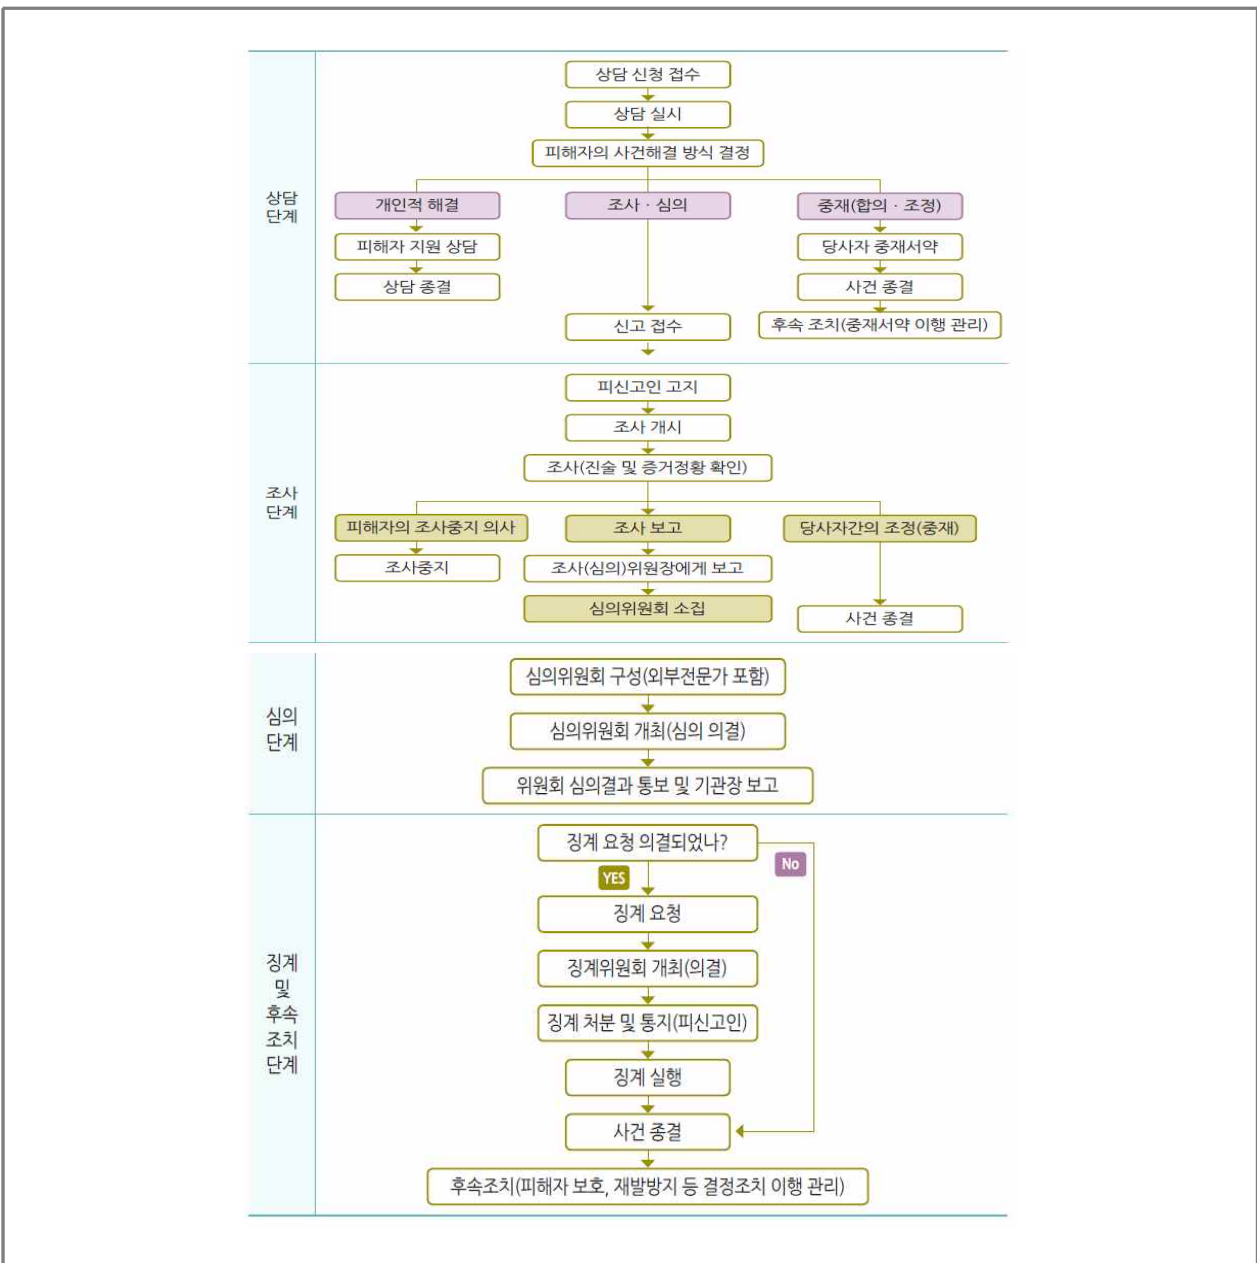 상담
단계
상담 신청 접수
상담 실시
피해자의 사건해결 방식 결정
개인적 해결
조사 · 심의
중재(합의 · 조정)
피해자 지원 상담
당사자 중재서약
상담 종결
사건 종결
신고 접수
후속 조치(중재서약 이행 관리)
조사
단계
피신고인 고지
조사 개시
조사(진술 및 증거정황 확인)
피해자의 조사중지 의사
조사 보고
당사자간의 조정(중재)
조사중지
조사(심의)위원장에게 보고
심의위원회 소집
사건 종결
심의
단계
심의위원회 구성(외부전문가 포함)
심의위원회 개최(심의 의결)
위원회 심의결과 통보 및 기관장 보고
징계
및
후속
조치
단계
징계 요청 의결되었나?
No
YES
징계 요청
징계위원회 개최(의결)
징계 처분 및 통지(피신고인)
징계 실행
사건 종결
후속조치(피해자 보호, 재발방지 등 결정조치 이행 관리)